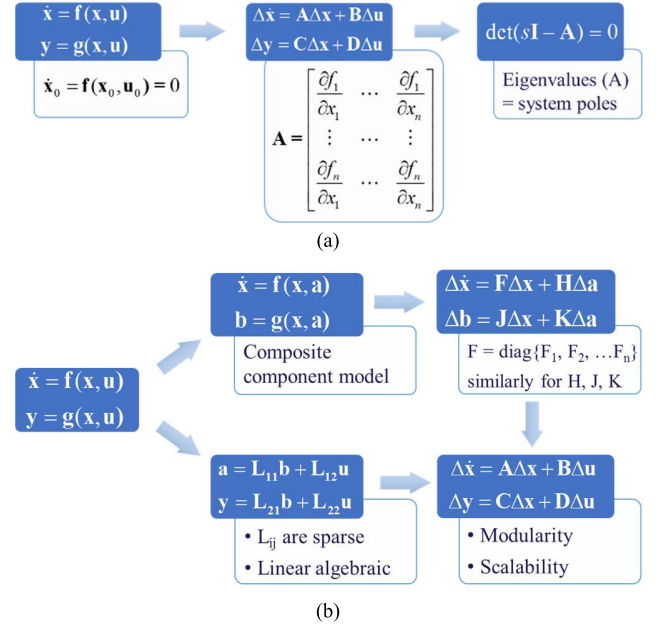 ẋ = f(x,u)
y = g(x,u)
ẋ₀ = f(x₀,u₀) = 0
Δẋ = AΔx + BΔu
Δy = CΔx + DΔu
A = [∂f₁/∂x₁ ⋯ ∂f₁/∂xₙ
⋮ ⋯ ⋮
∂fₙ/∂x₁ ⋯ ∂fₙ/∂xₙ]
det(sI − A) = 0
Eigenvalues (A)
= system poles
(a)
ẋ = f(x,u)
y = g(x,u)
ẋ = f(x,a)
b = g(x,a)
Composite
component model
Δẋ = FΔx + HΔa
Δb = JΔx + KΔa
F = diag{F₁, F₂, …Fₙ}
similarly for H, J, K
a = L₁₁b + L₁₂u
y = L₂₁b + L₂₂u
• Lᵢⱼ are sparse
• Linear algebraic
Δẋ = AΔx + BΔu
Δy = CΔx + DΔu
• Modularity
• Scalability
(b)